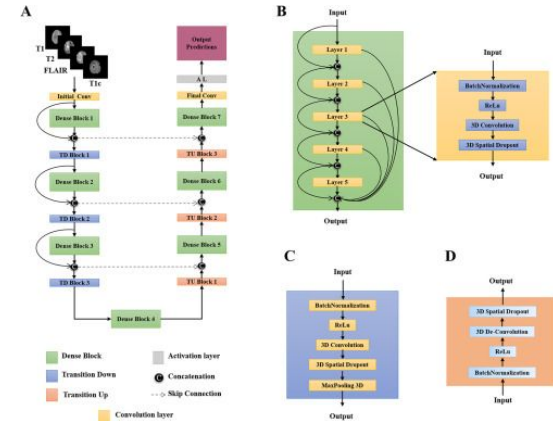 A
T1
T2
FLAIR
T1c
Initial Conv
Dense Block 1
C
TD Block 1
Dense Block 2
C
TD Block 2
Dense Block 3
C
TD Block 3
Dense Block 4
Output
Predictions
A L
Final Conv
Dense Block 7
C
TU Block 3
Dense Block 6
C
TU Block 2
Dense Block 5
C
TU Block 1
Dense Block
Transition Down
Transition Up
Activation layer
C Concatenation
Skip Connection
Convolution layer
B
Input
Layer 1
C
Layer 2
C
Layer 3
C
Layer 4
C
Layer 5
C
Output
Input
BatchNormalization
ReLu
3D Convolution
3D Spatial Dropout
Output
C
Input
BatchNormalization
ReLu
3D Convolution
3D Spatial Dropout
MaxPooling 3D
Output
D
Output
3D Spatial Dropout
3D De-Convolution
ReLu
BatchNormalization
Input